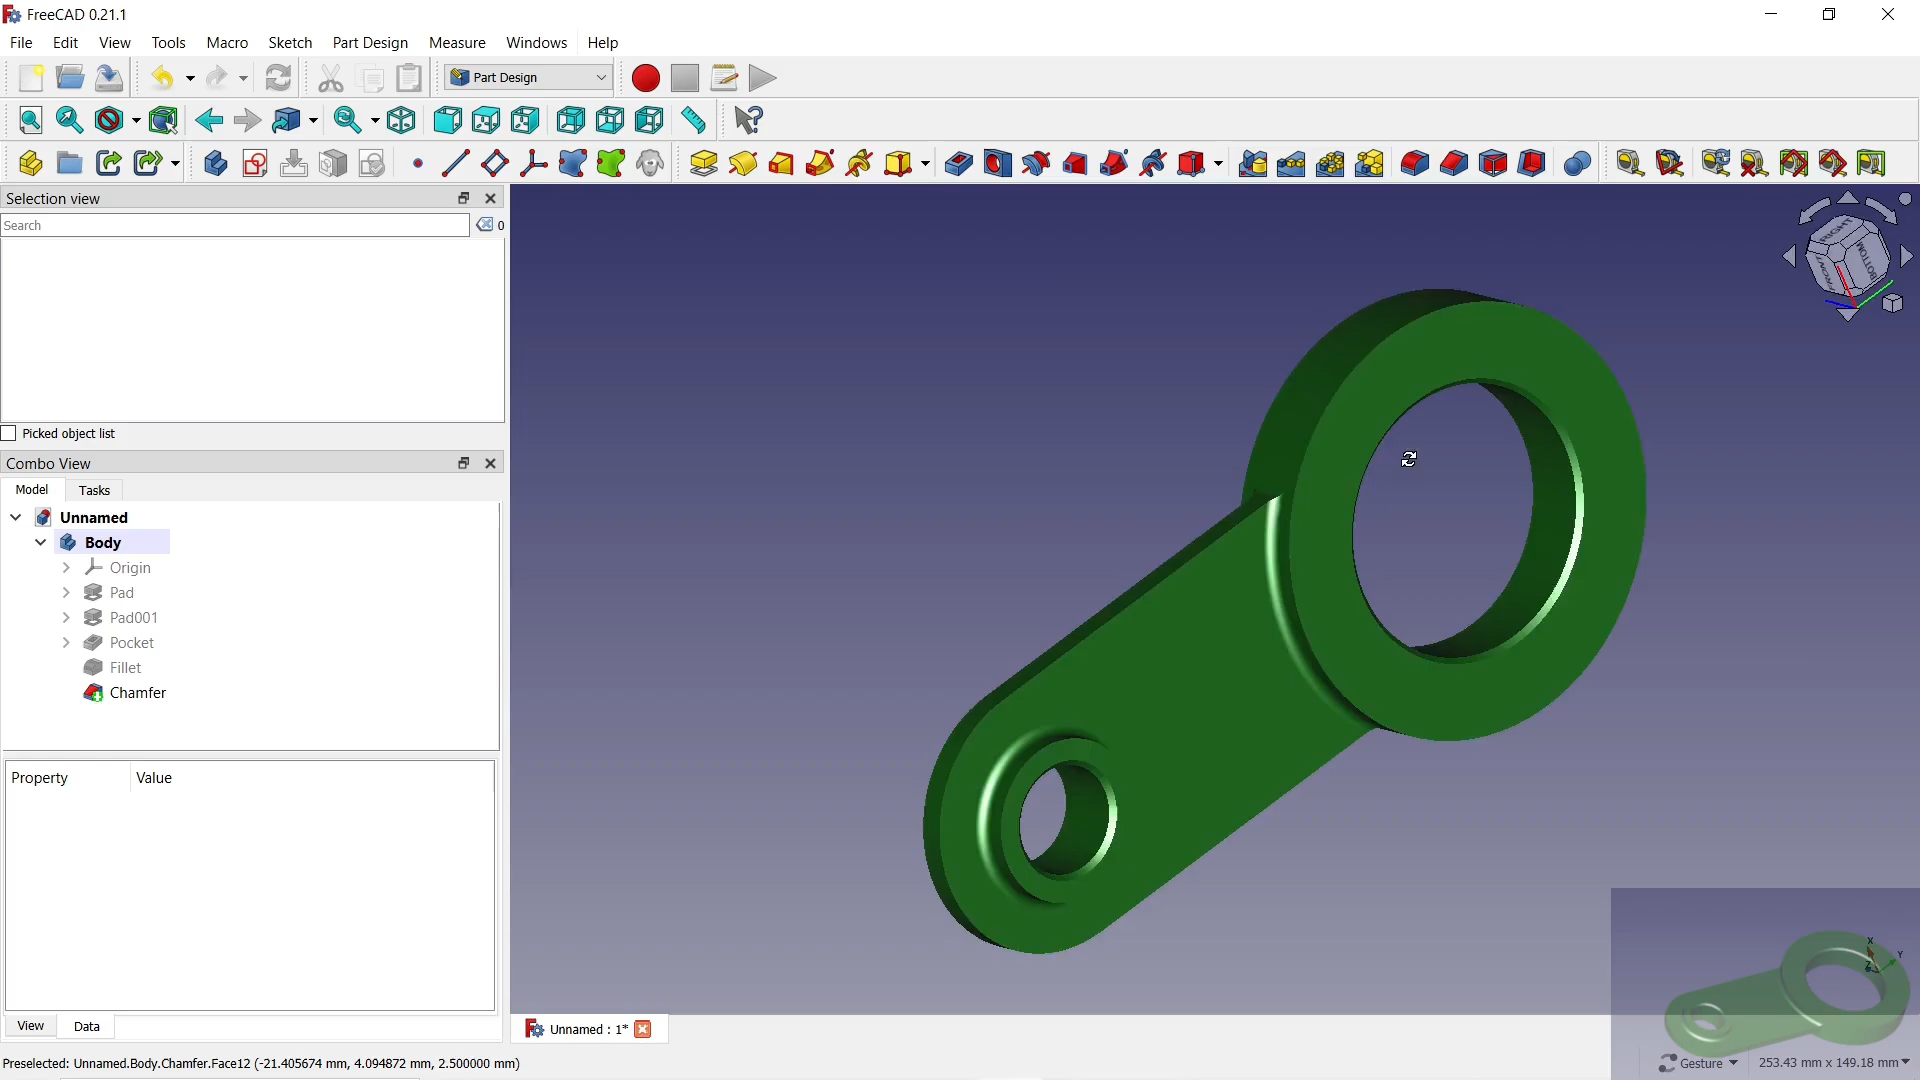 FreeCAD 0.21.1
File Edit View Tools Macro Sketch Part Design Measure Windows Help
Part Design
Selection view
Search
0
Picked object list
Combo View
Model Tasks
Unnamed
Body
Origin
Pad
Pad001
Pocket
Fillet
Chamfer
Property Value
View Data
RIGHT
FRONT
BOTTOM
Unnamed : 1*
X
Y
Z
Preselected: Unnamed.Body.Chamfer.Face12 (-21.405674 mm, 4.094872 mm, 2.500000 mm)
Gesture
253.43 mm x 149.18 mm